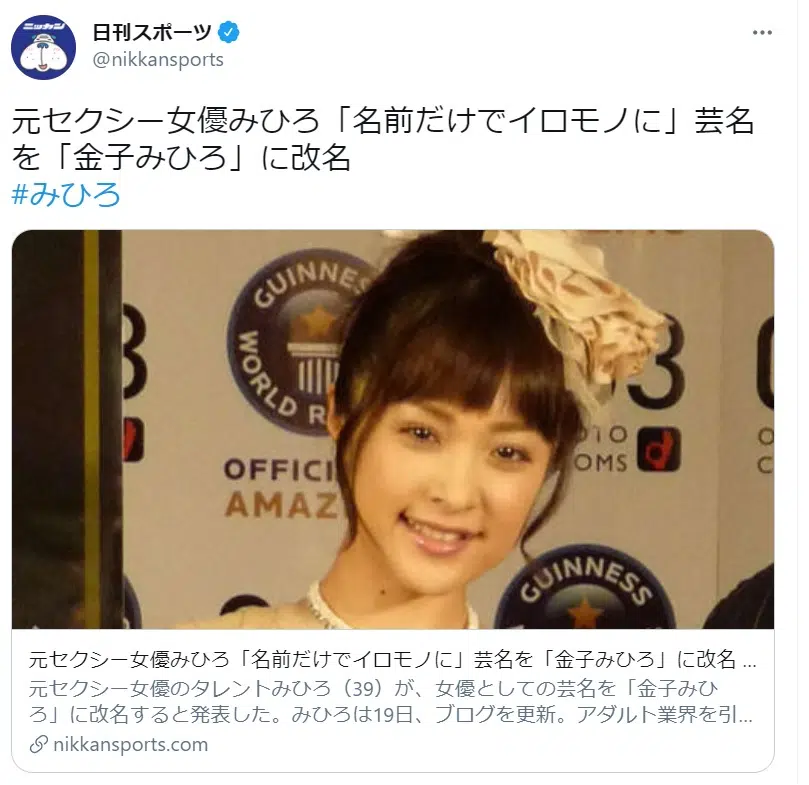 ニッカン
日刊スポーツ
@nikkansports
元セクシー女優みひろ「名前だけでイロモノに」芸名
を「金子みひろ」に改名
#みひろ
GUINNES
WORLD R
OFFICI
AMAZ
3
03
OMS
d
GUINNESS
元セクシー女優みひろ「名前だけでイロモノに」芸名を「金子みひろ」に改名 ...
元セクシー女優のタレントみひろ（39）が、女優としての芸名を「金子みひ
ろ」に改名すると発表した。みひろは19日、ブログを更新。アダルト業界を引...
nikkansports.com